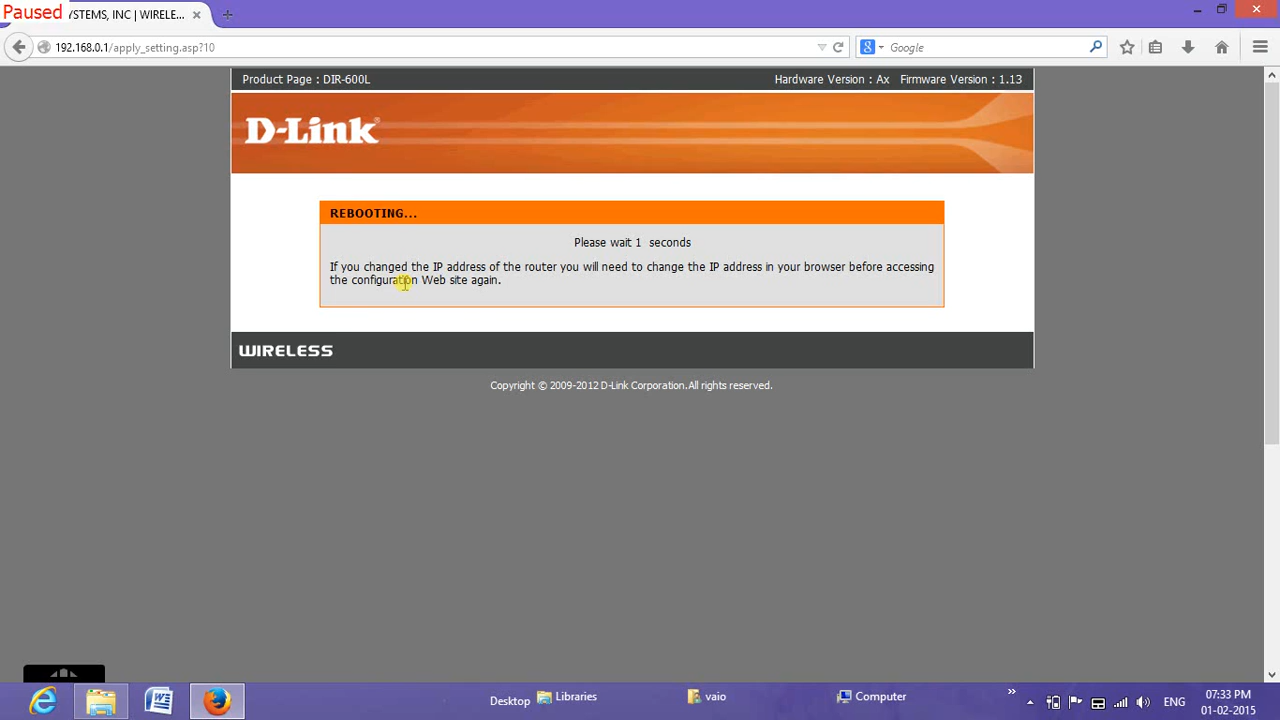 Paused
YSTEMS, INC | WIRELE...
192.168.0.1/apply_setting.asp?10
Google
Product Page : DIR-600L
Hardware Version : Ax Firmware Version : 1.13
D-Link
REBOOTING...
Please wait 1 seconds
If you changed the IP address of the router you will need to change the IP address in your browser before accessing
the configuration Web site again.
WIRELESS
Copyright © 2009-2012 D-Link Corporation.All rights reserved.
Desktop
Libraries
vaio
Computer
ENG
07:33 PM
01-02-2015